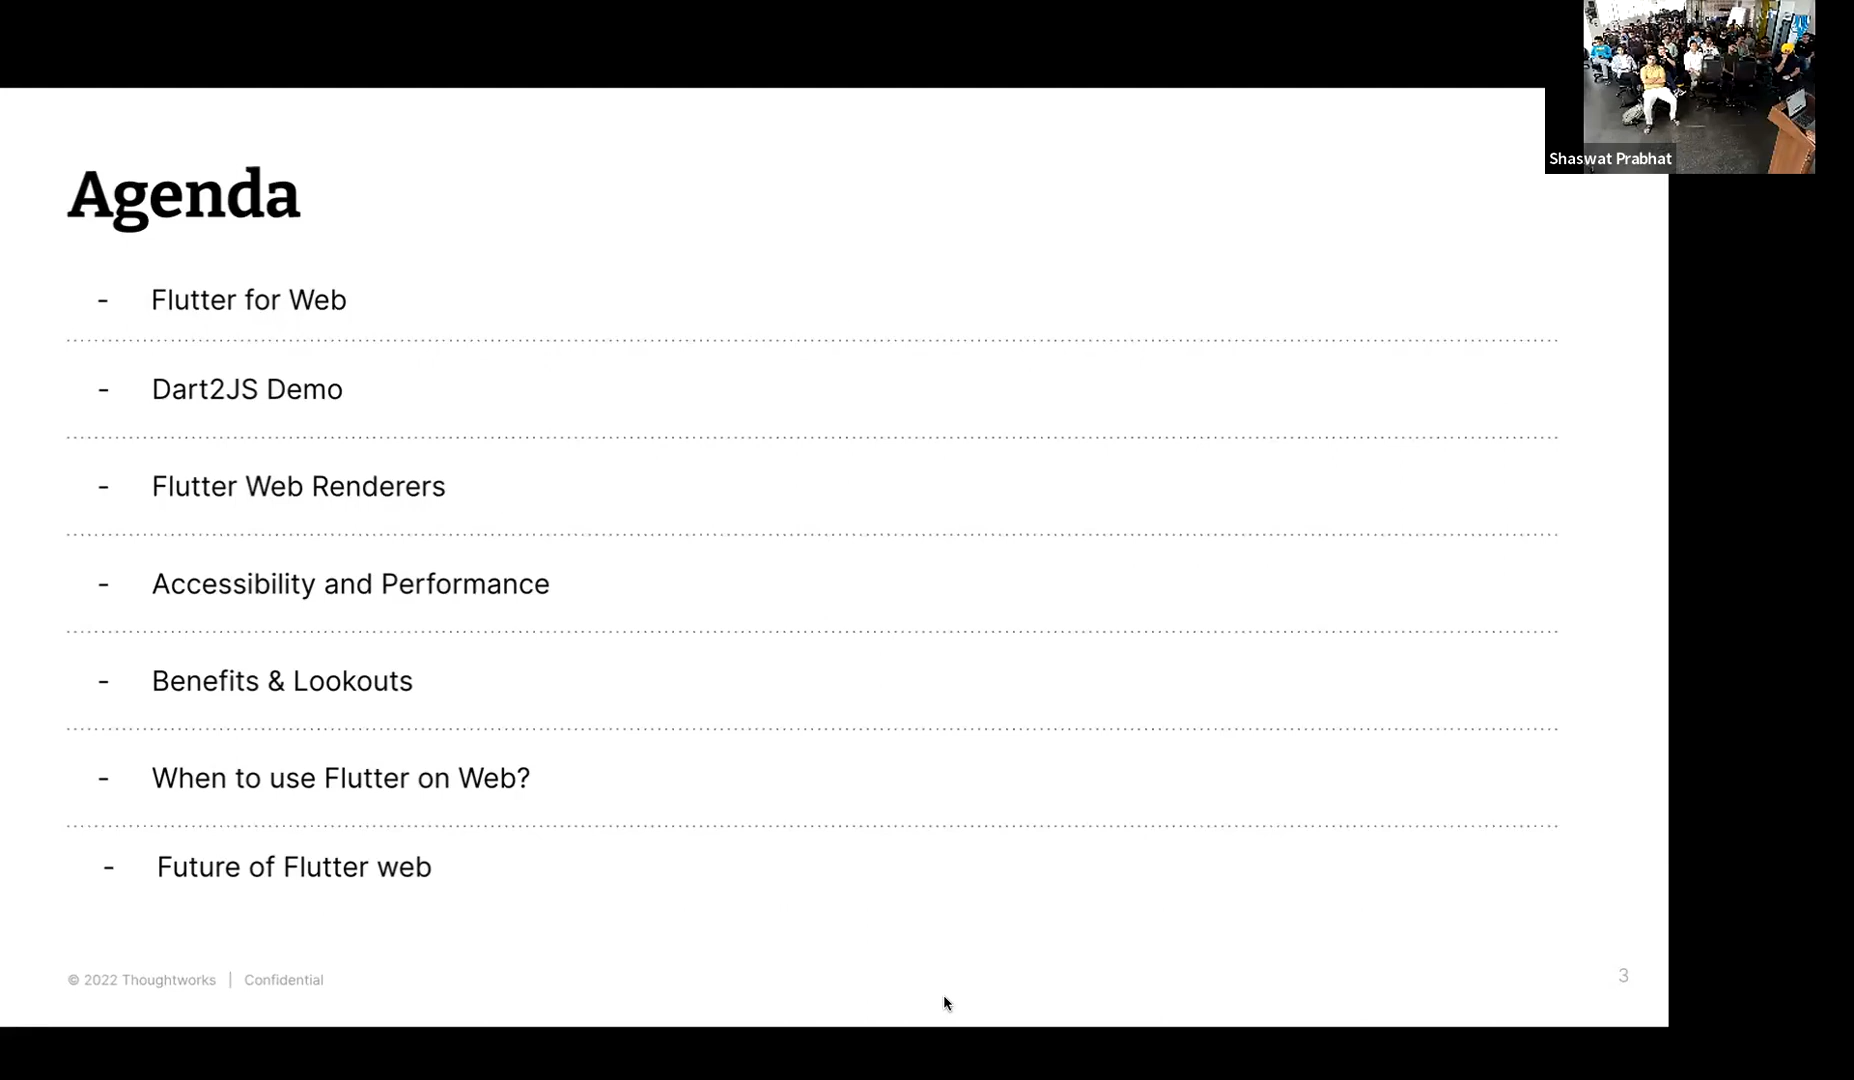 Shaswat Prabhat
Agenda
- Flutter for Web
- Dart2JS Demo
- Flutter Web Renderers
- Accessibility and Performance
- Benefits & Lookouts
- When to use Flutter on Web?
- Future of Flutter web
© 2022 Thoughtworks | Confidential
3